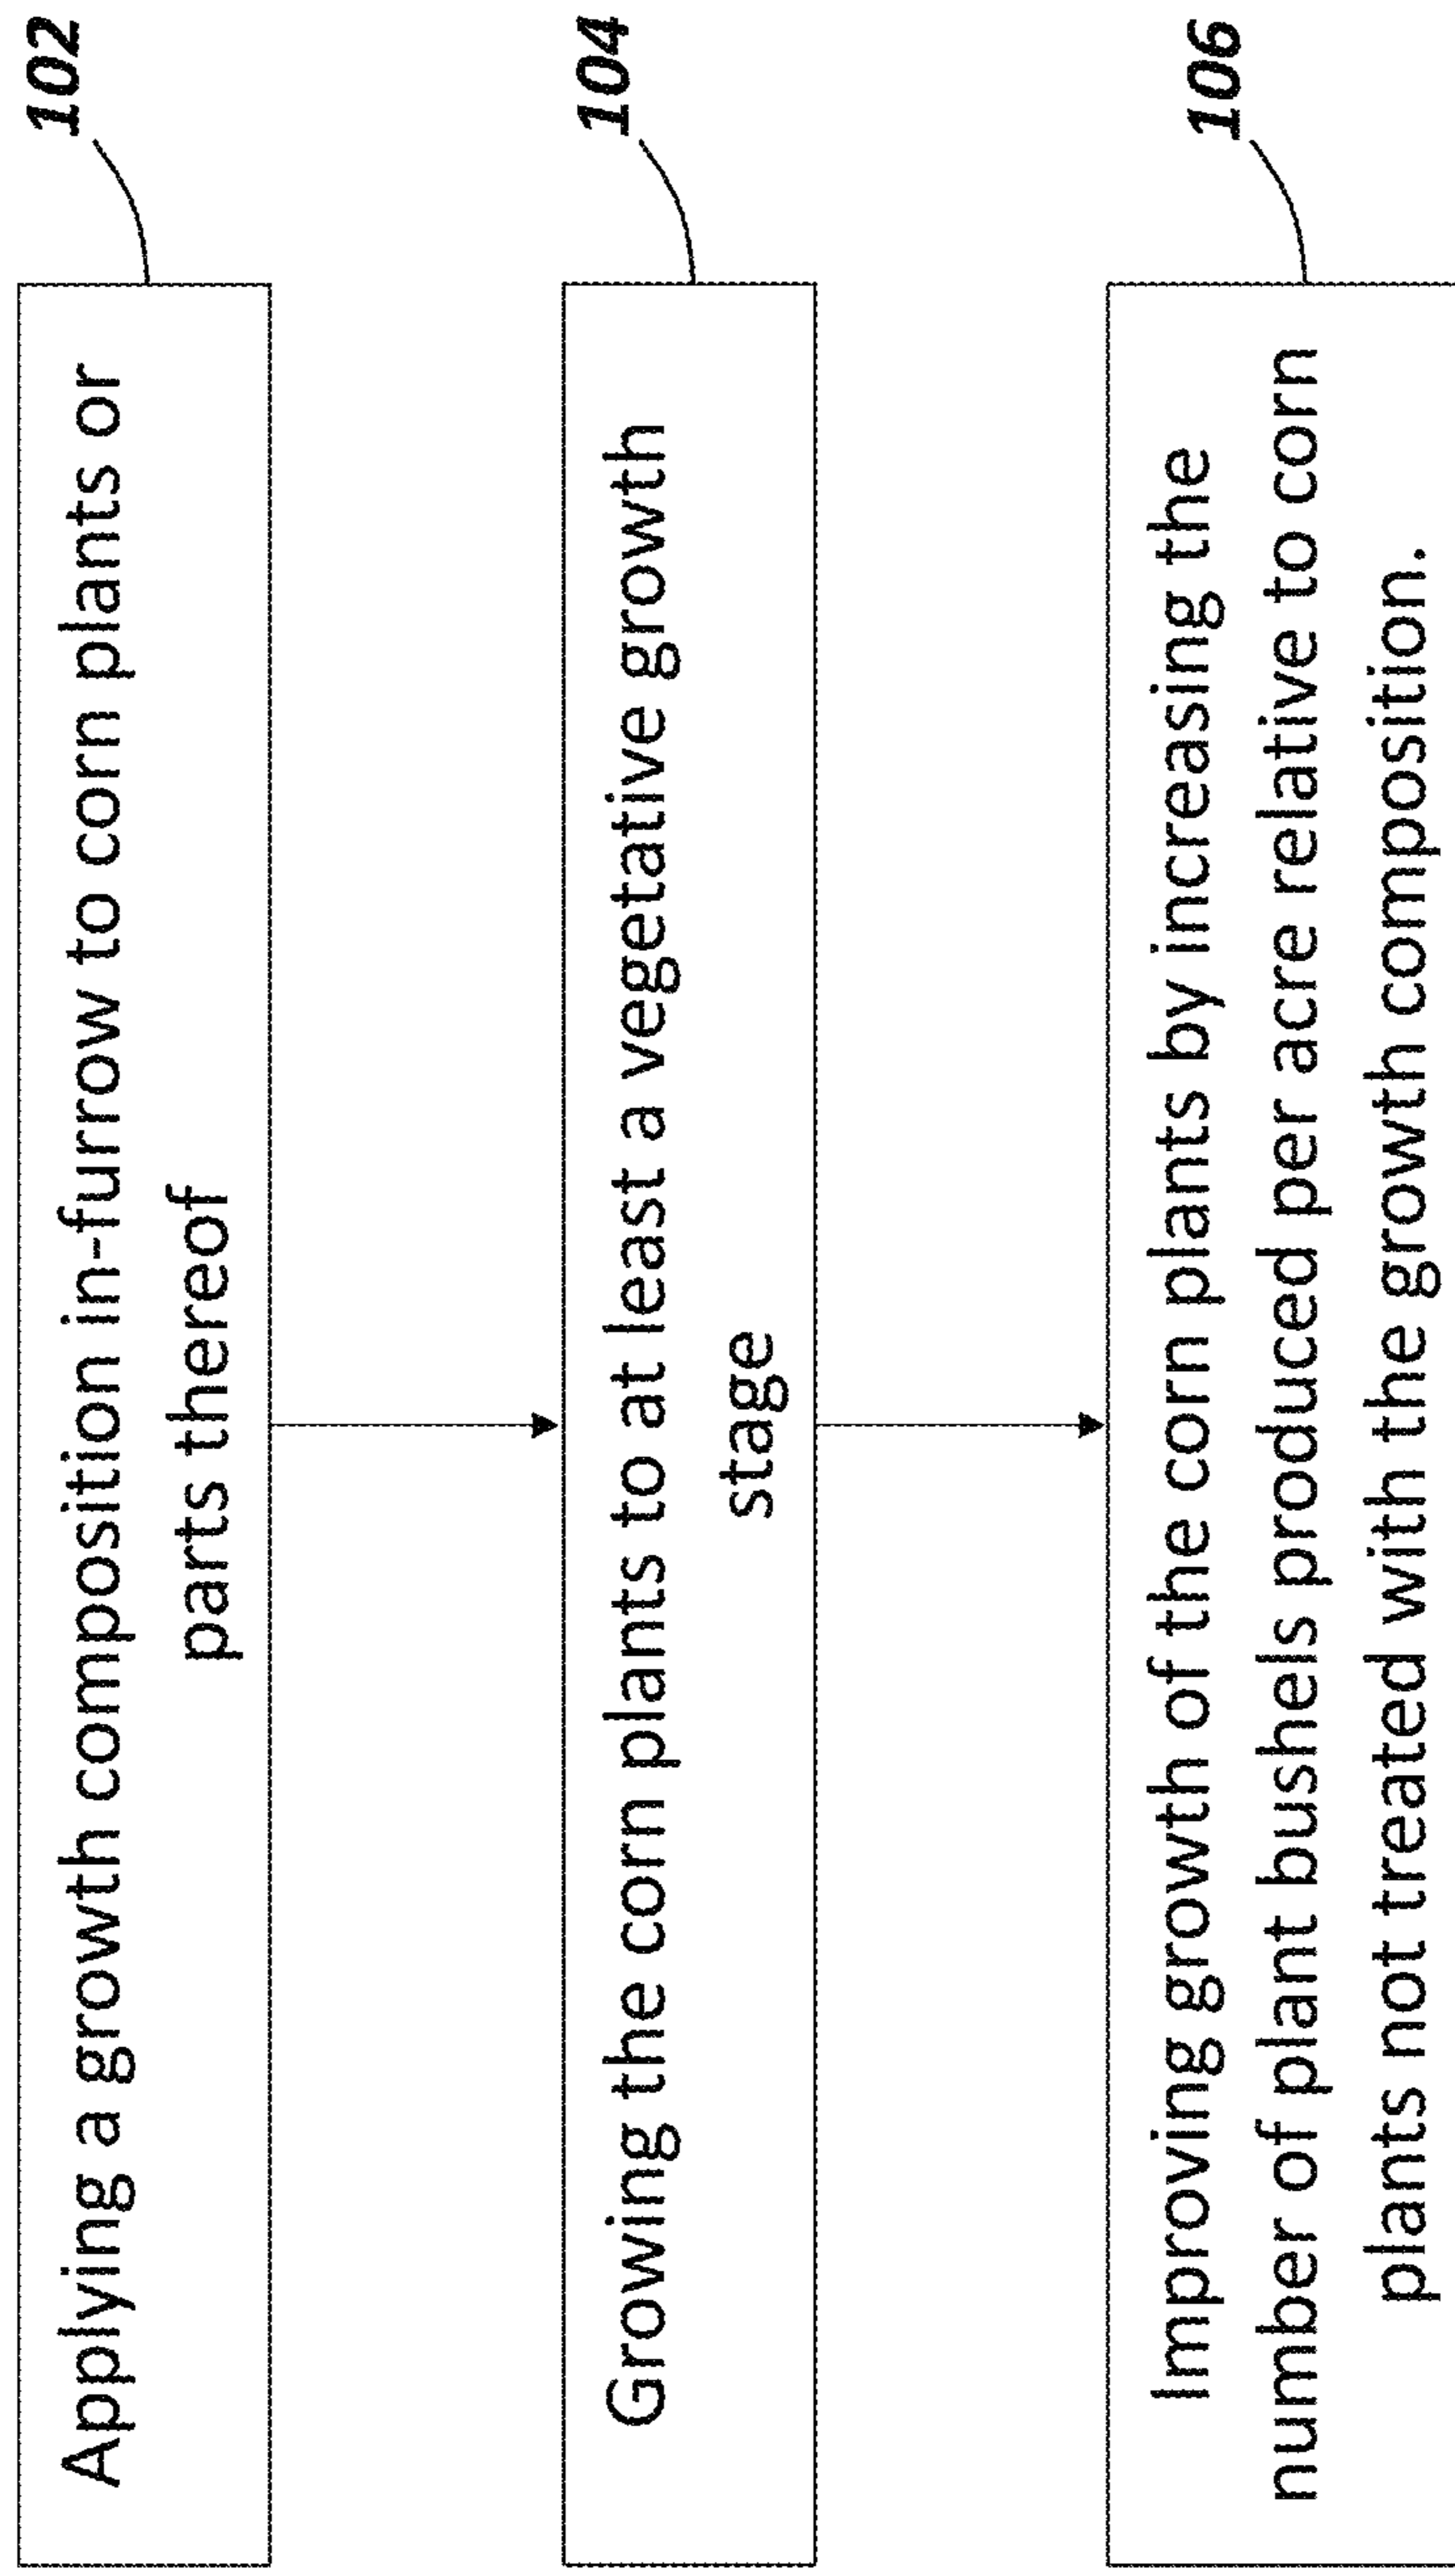 Applying a growth composition in-furrow to corn plants or
parts thereof
102
Growing the corn plants to at least a vegetative growth
stage
104
Improving growth of the corn plants by increasing the
number of plant bushels produced per acre relative to corn
plants not treated with the growth composition.
106